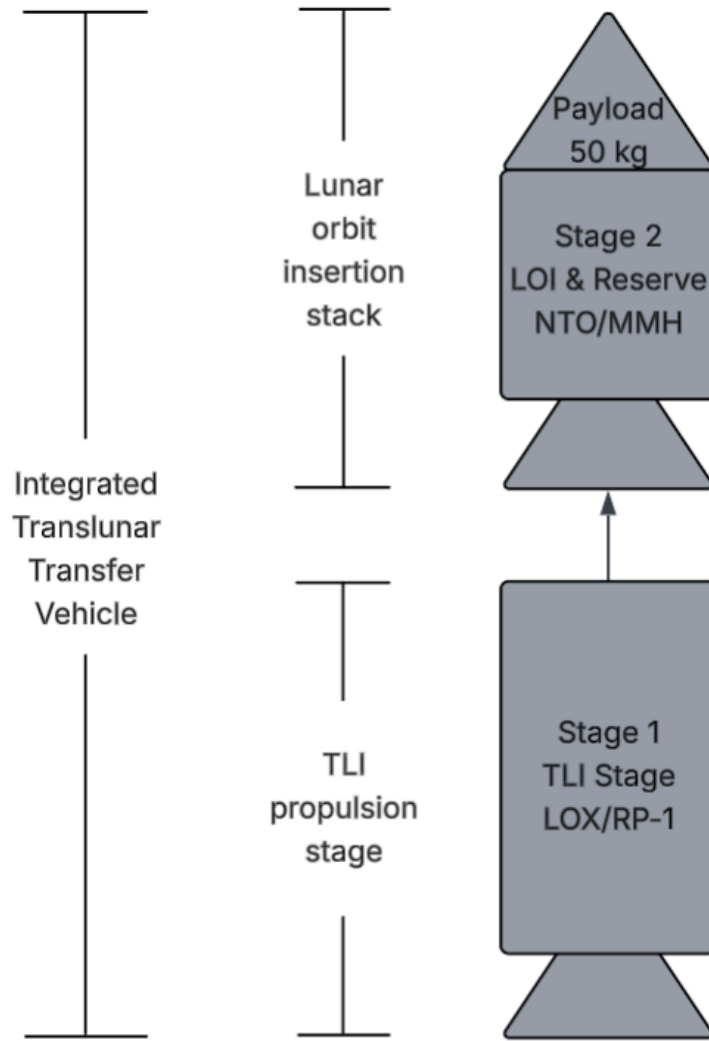 Integrated
Translunar
Transfer
Vehicle
Lunar
orbit
insertion
stack
TLI
propulsion
stage
Payload
50 kg
Stage 2
LOI & Reserve
NTO/MMH
Stage 1
TLI Stage
LOX/RP-1